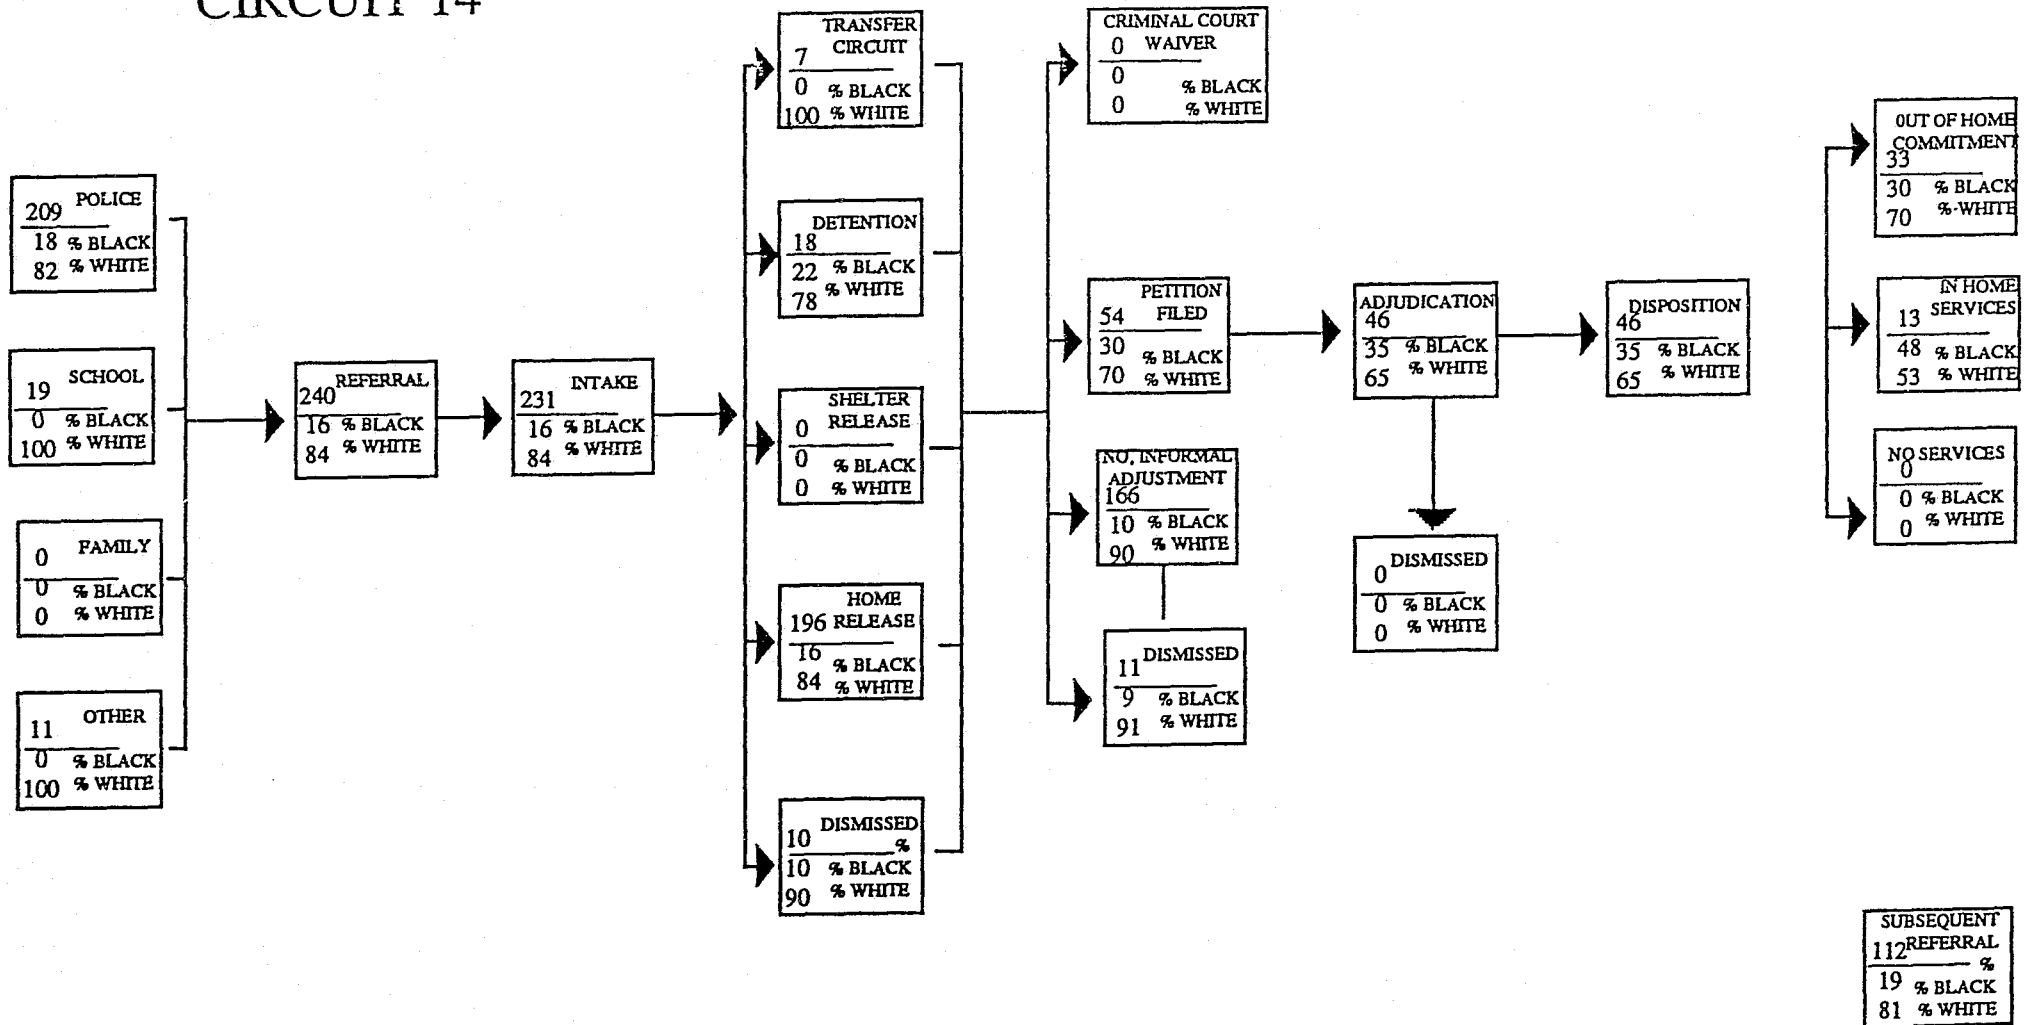 CIRCUIT 14
POLICE
209
18 % BLACK
82 % WHITE
SCHOOL
19
0 % BLACK
100 % WHITE
FAMILY
0
0 % BLACK
0 % WHITE
OTHER
11
0 % BLACK
100 % WHITE
REFERRAL
240
16 % BLACK
84 % WHITE
INTAKE
231
16 % BLACK
84 % WHITE
TRANSFER
7 CIRCUIT
0 % BLACK
100 % WHITE
DETENTION
18
22 % BLACK
78 % WHITE
SHELTER
0 RELEASE
0 % BLACK
0 % WHITE
HOME
196 RELEASE
16 % BLACK
84 % WHITE
10 DISMISSED
%
10 % BLACK
90 % WHITE
CRIMINAL COURT
0 WAIVER
0 % BLACK
0 % WHITE
PETITION
54 FILED
30 % BLACK
70 % WHITE
NO, INFORMAL
ADJUSTMENT
166
10 % BLACK
90 % WHITE
11 DISMISSED
9 % BLACK
91 % WHITE
ADJUDICATION
46
35 % BLACK
65 % WHITE
0 DISMISSED
0 % BLACK
0 % WHITE
DISPOSITION
46
35 % BLACK
65 % WHITE
OUT OF HOME
COMMITMENT
33
30 % BLACK
70 %-WHITE
IN HOME
13 SERVICES
48 % BLACK
53 % WHITE
NO SERVICES
0
0 % BLACK
0 % WHITE
SUBSEQUENT
112 REFERRAL
%
19 % BLACK
81 % WHITE